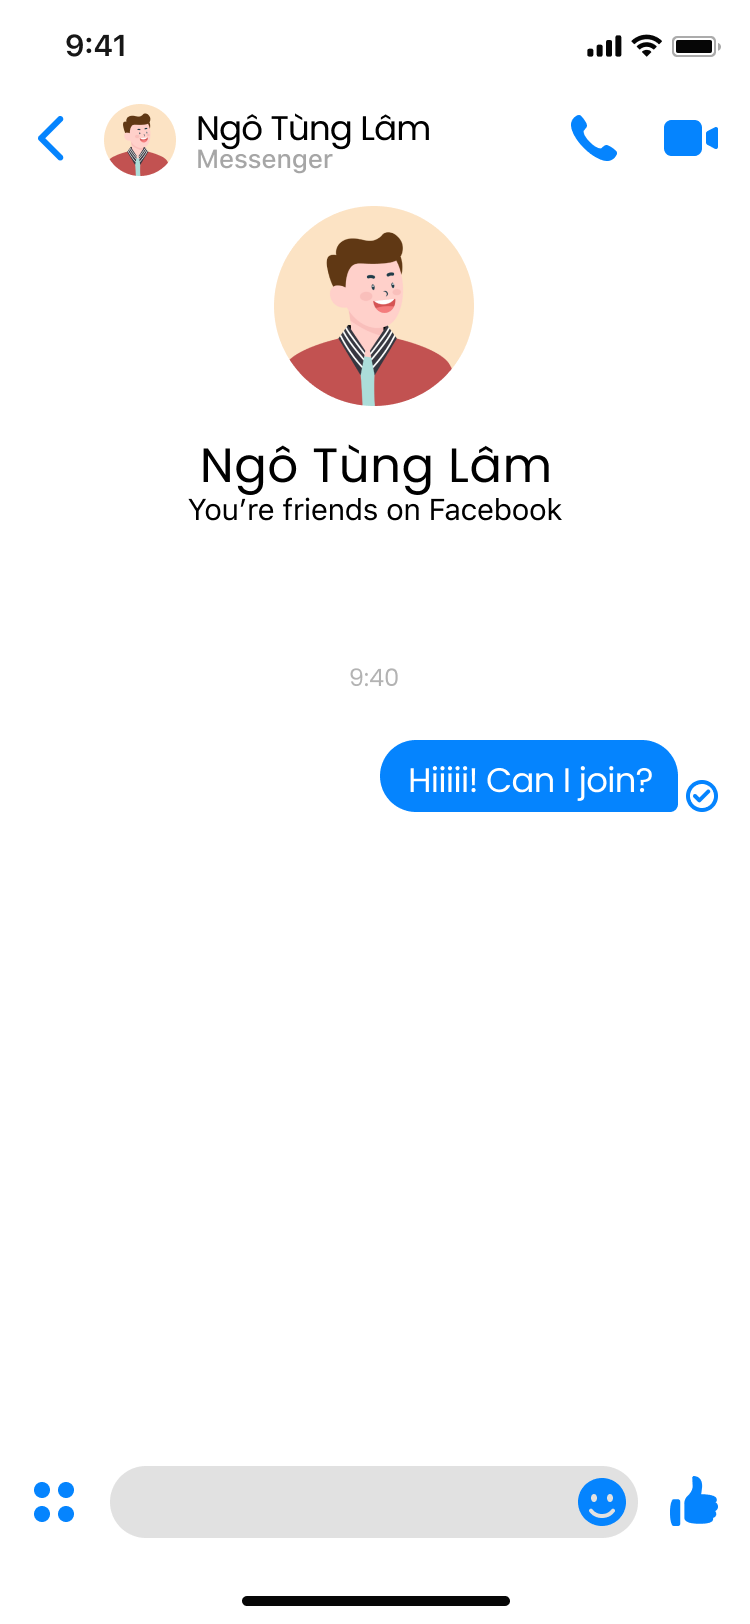 9:41
Ngô Tùng Lâm
Messenger
Ngô Tùng Lâm
You’re friends on Facebook
9:40
Hiiiii! Can I join?